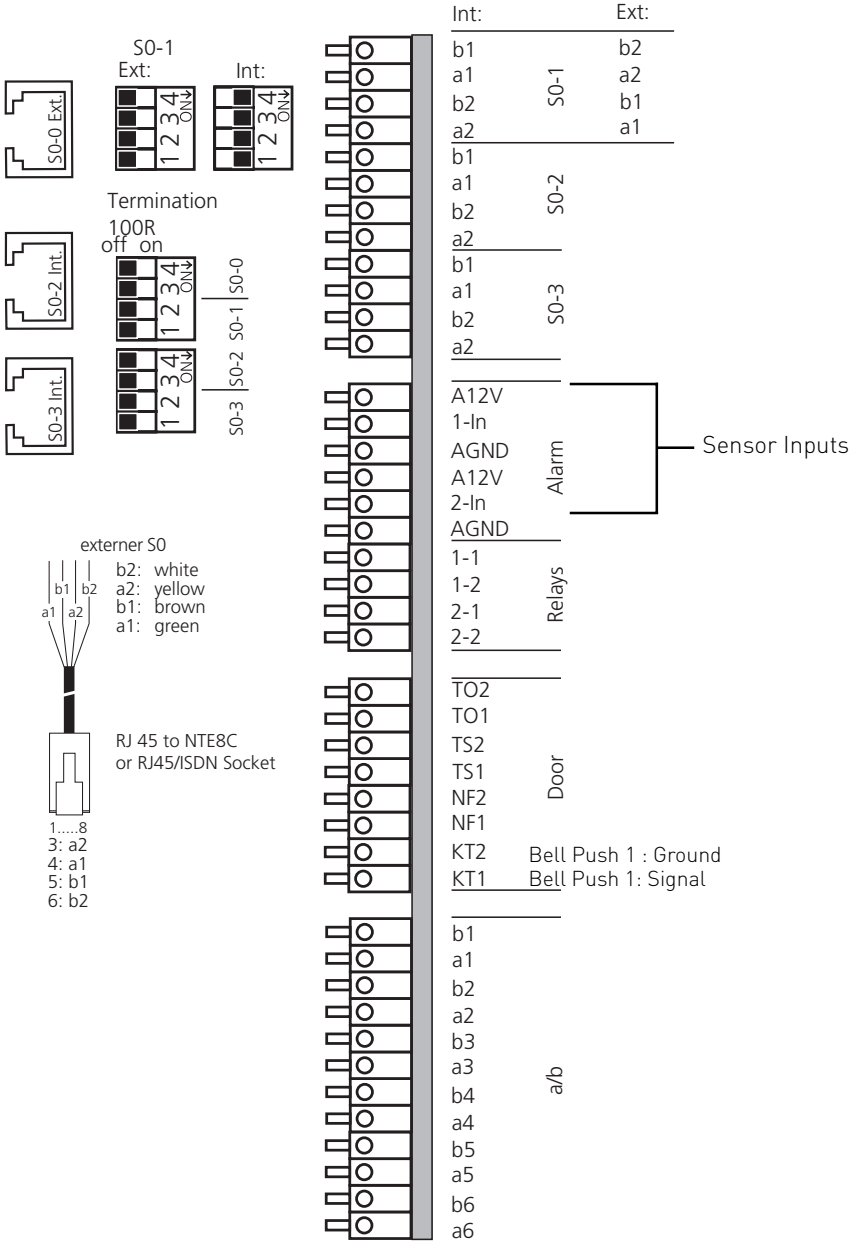 S0-1
Ext:
Int:
S0-0 Ext.
1 2 3 4
ON
1 2 3 4
ON
Termination
100R
off on
S0-2 Int.
1 2 3 4
ON
S0-1 S0-0
S0-3 Int.
1 2 3 4
ON
S0-3 S0-2
externer S0
a1 b1 a2 b2
b2: white
a2: yellow
b1: brown
a1: green
RJ 45 to NTE8C
or RJ45/ISDN Socket
1.....8
3: a2
4: a1
5: b1
6: b2
Int: Ext:
b1 b2
a1 a2
b2 b1
a2 a1
S0-1
b1
a1
b2
a2
S0-2
b1
a1
b2
a2
S0-3
A12V
1-In
AGND
A12V
2-In
AGND
Alarm
Sensor Inputs
1-1
1-2
2-1
2-2
Relays
TO2
TO1
TS2
TS1
NF2
NF1
KT2 Bell Push 1 : Ground
KT1 Bell Push 1: Signal
Door
b1
a1
b2
a2
b3
a3
b4
a4
b5
a5
b6
a6
a/b